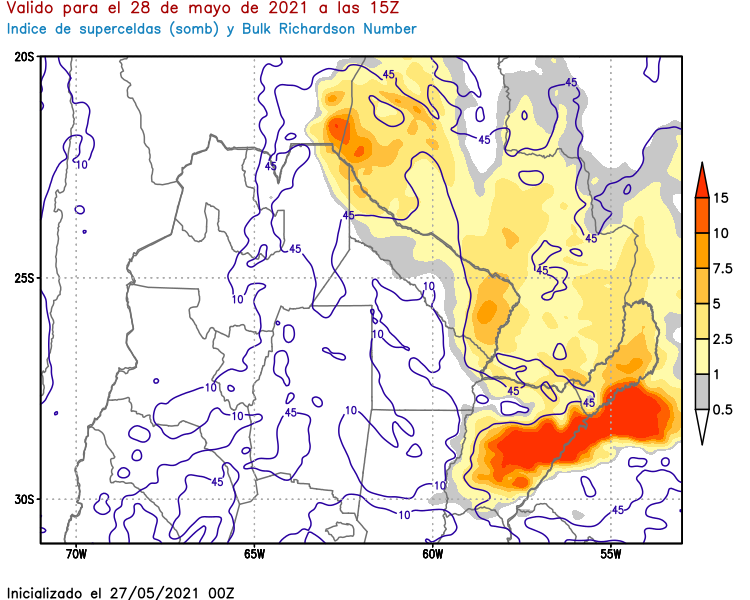 Valido para el 28 de mayo de 2021 a las 15Z
Indice de superceldas (somb) y Bulk Richardson Number
20S
25S
30S
70W
65W
60W
55W
45
45
45
10
45
45
45
45
45
10
10
10
10
45
45
10
45
10
45
10
10
45
15
10
7.5
5
2.5
1
0.5
Inicializado el 27/05/2021 00Z